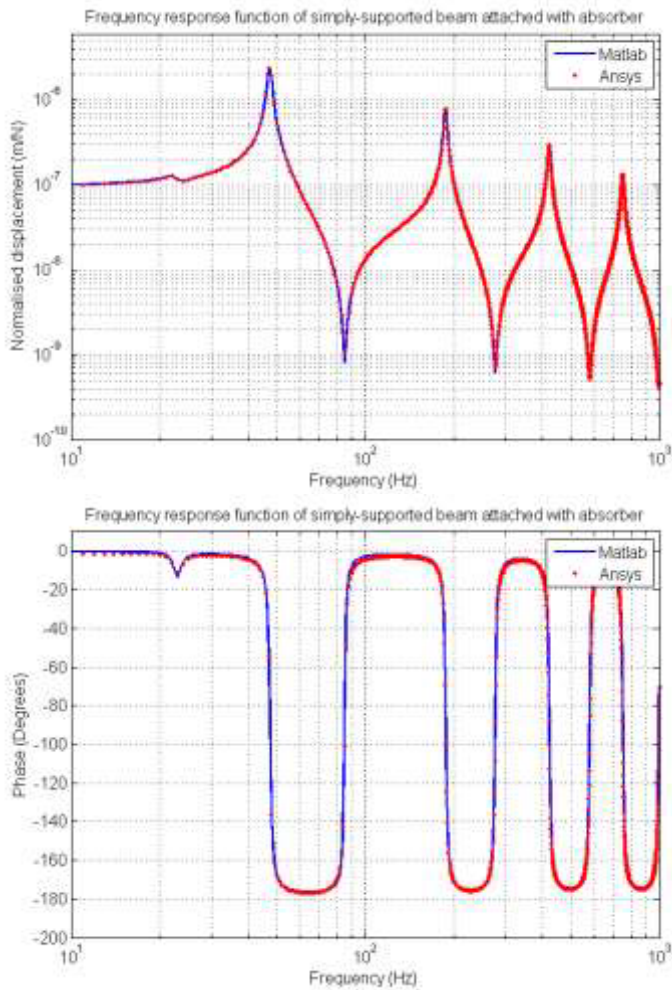 Frequency response function of simply-supported beam attached with absorber
Matlab
Ansys
10^-6
10^-7
10^-8
10^-9
10^-10
Normalised displacement (m/N)
10^1
10^2
10^3
Frequency (Hz)
Frequency response function of simply-supported beam attached with absorber
Matlab
Ansys
0
-20
-40
-60
-80
-100
-120
-140
-160
-180
-200
Phase (Degrees)
10^1
10^2
10^3
Frequency (Hz)